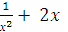 1/x² + 2x